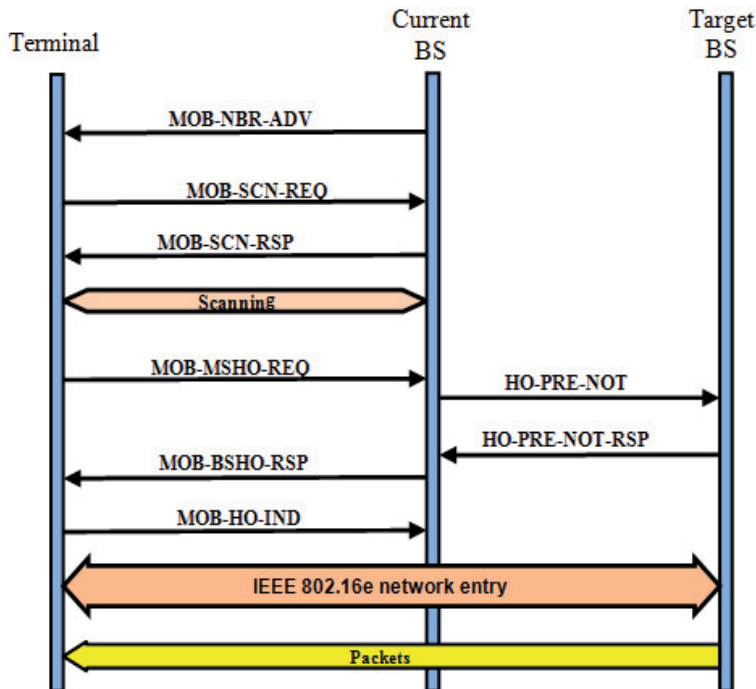 Terminal
Current
BS
Target
BS
MOB-NBR-ADV
MOB-SCN-REQ
MOB-SCN-RSP
Scanning
MOB-MSHO-REQ
HO-PRE-NOT
HO-PRE-NOT-RSP
MOB-BSHO-RSP
MOB-HO-IND
IEEE 802.16e network entry
Packets